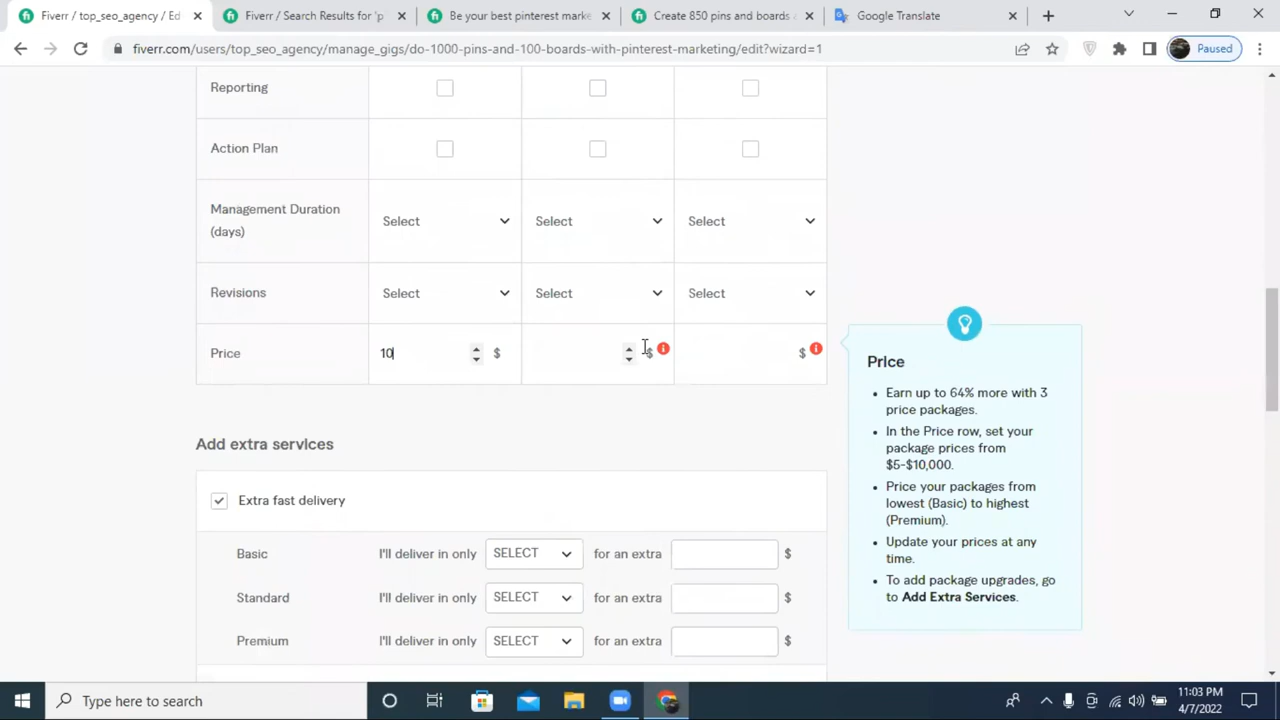 Fiverr / top_seo_agency / Ed
Fiverr / Search Results for 'p
Be your best pinterest marke
Create 850 pins and boards
Google Translate
fiverr.com/users/top_seo_agency/manage_gigs/do-1000-pins-and-100-boards-with-pinterest-marketing/edit?wizard=1
Paused
Reporting
Action Plan
Management Duration
(days)
Select
Select
Select
Revisions
Select
Select
Select
Price
10
$
$
$
Price
Earn up to 64% more with 3
price packages.
In the Price row, set your
package prices from
$5-$10,000.
Price your packages from
lowest (Basic) to highest
(Premium).
Update your prices at any
time.
To add package upgrades, go
to Add Extra Services.
Add extra services
Extra fast delivery
Basic I'll deliver in only SELECT for an extra $
Standard I'll deliver in only SELECT for an extra $
Premium I'll deliver in only SELECT for an extra $
Type here to search
11:03 PM
4/7/2022